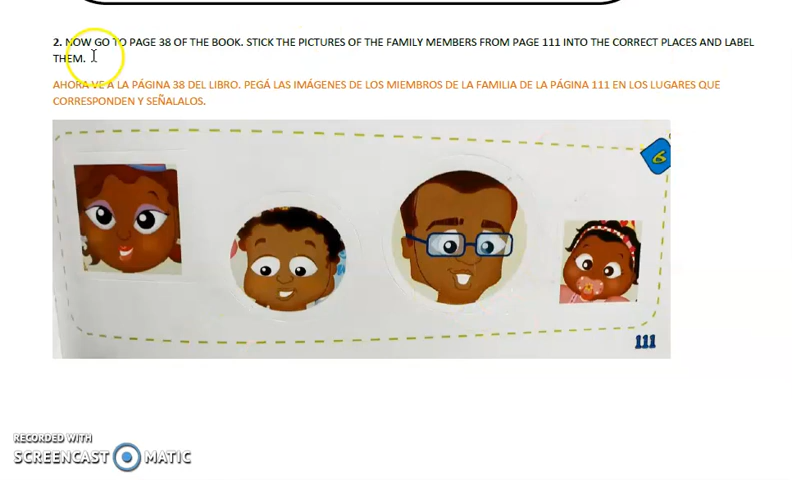 2. NOW GO TO PAGE 38 OF THE BOOK. STICK THE PICTURES OF THE FAMILY MEMBERS FROM PAGE 111 INTO THE CORRECT PLACES AND LABEL
THEM.
AHORA VE A LA PÁGINA 38 DEL LIBRO. PEGÁ LAS IMÁGENES DE LOS MIEMBROS DE LA FAMILIA DE LA PÁGINA 111 EN LOS LUGARES QUE
CORRESPONDEN Y SEÑALALOS.
6
111
RECORDED WITH
SCREENCAST MATIC